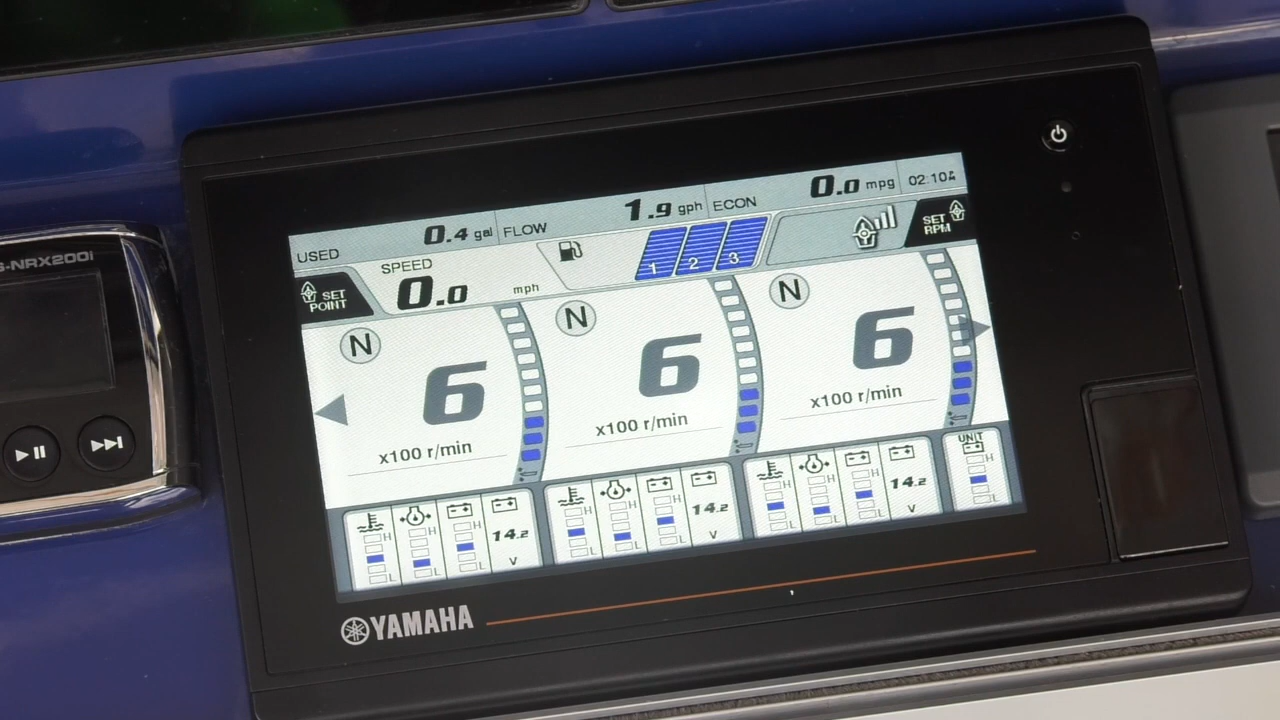 S-NRX200i
USED 0.4 gal FLOW 1.9 gph ECON 0.0 mpg 02:10
SET POINT SPEED 0.0 mph 1 2 3 SET RPM
N 6 x100 r/min
N 6 x100 r/min
N 6 x100 r/min
H L H L H L 14.2 V
H L H L H L 14.2 V
H L H L H L 14.2 V
UNIT H L
YAMAHA